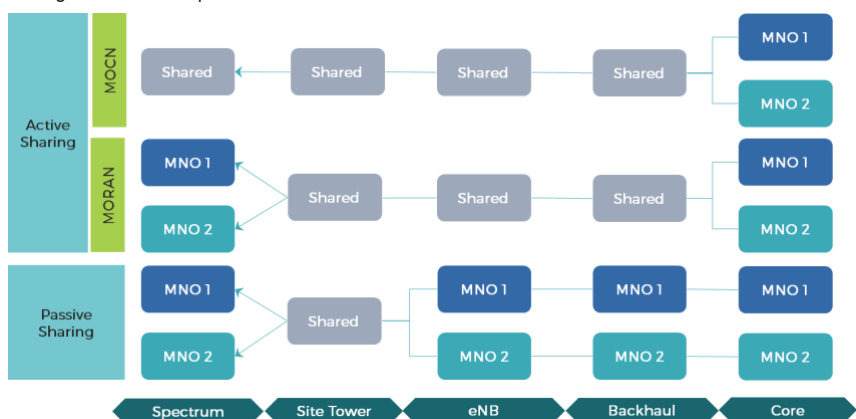 MOCN
Shared
Shared
Shared
Shared
MNO 1
MNO 2
Active
Sharing
MORAN
MNO 1
MNO 2
Shared
Shared
Shared
MNO 1
MNO 2
Passive
Sharing
MNO 1
MNO 2
Shared
MNO 1
MNO 1
MNO 1
MNO 2
MNO 2
MNO 2
Spectrum
Site Tower
eNB
Backhaul
Core